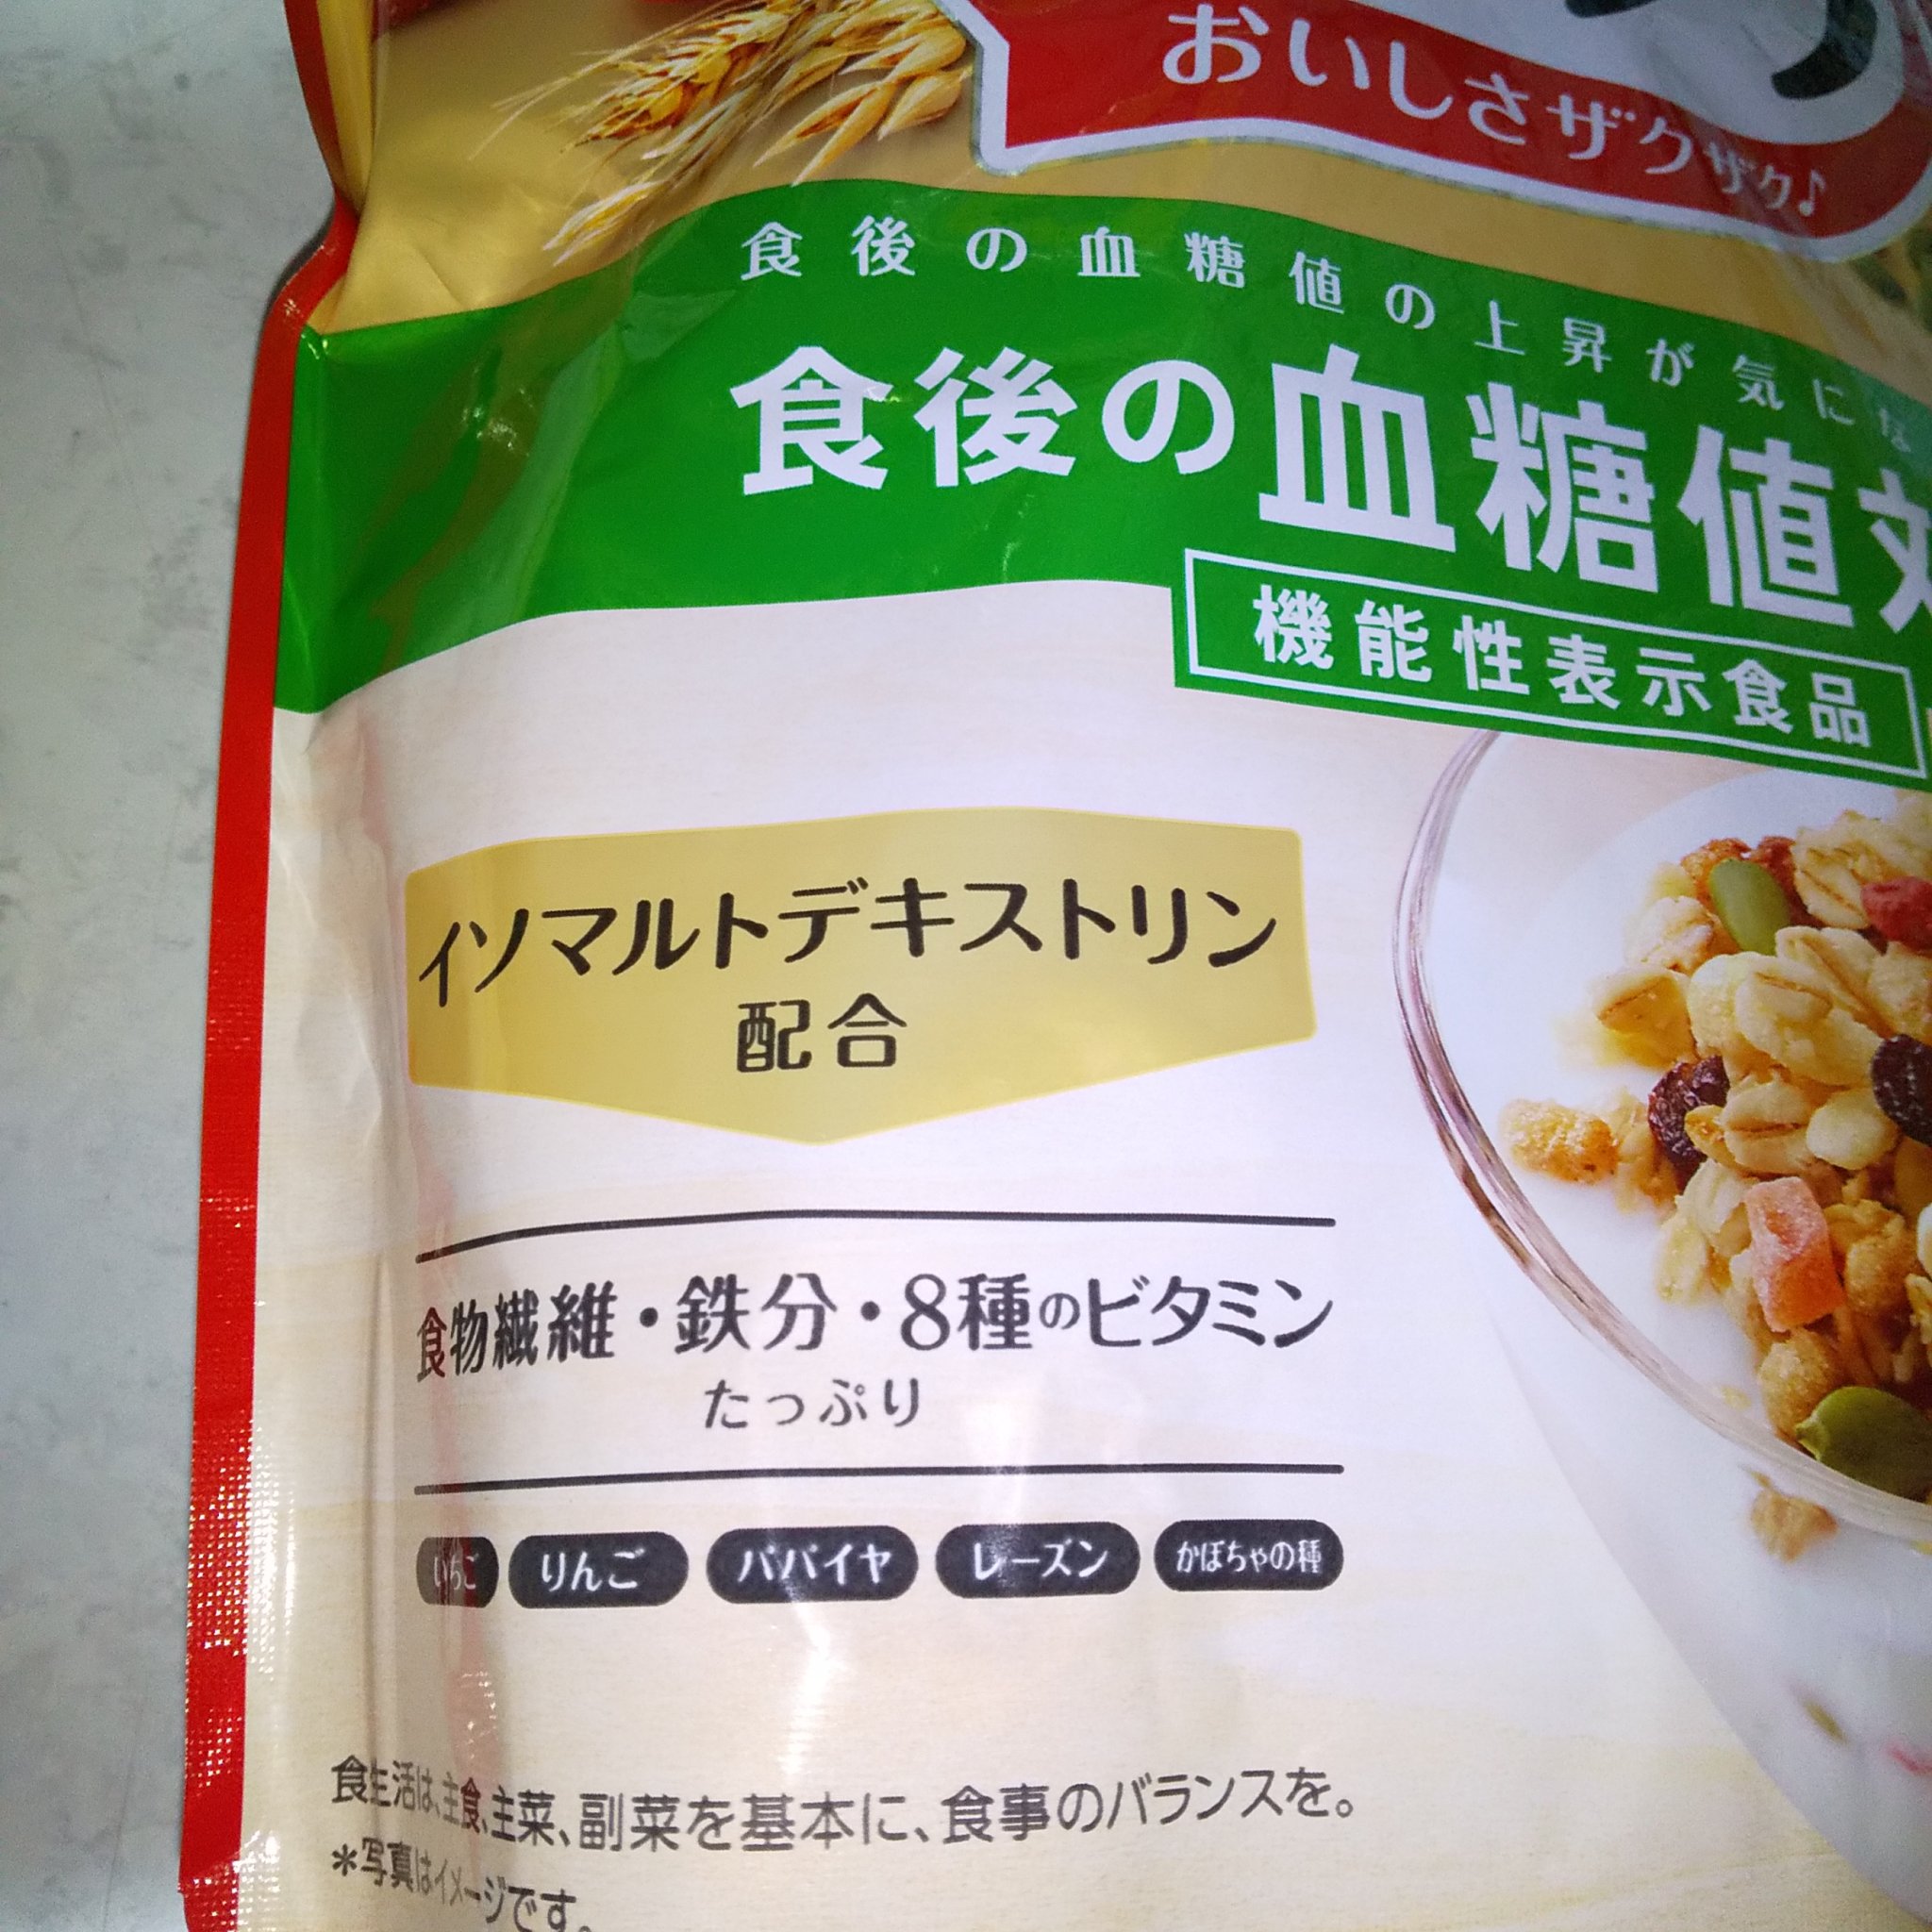 おいしさザクザク♪
食後の血糖値の上昇が気にな
食後の血糖値
機能性表示食品
イソマルトデキストリン
配合
食物繊維・鉄分・8種のビタミン
たっぷり
いちご りんご パパイヤ レーズン かぼちゃの種
食生活は、主食、主菜、副菜を基本に、食事のバランスを。
*写真はイメージです。